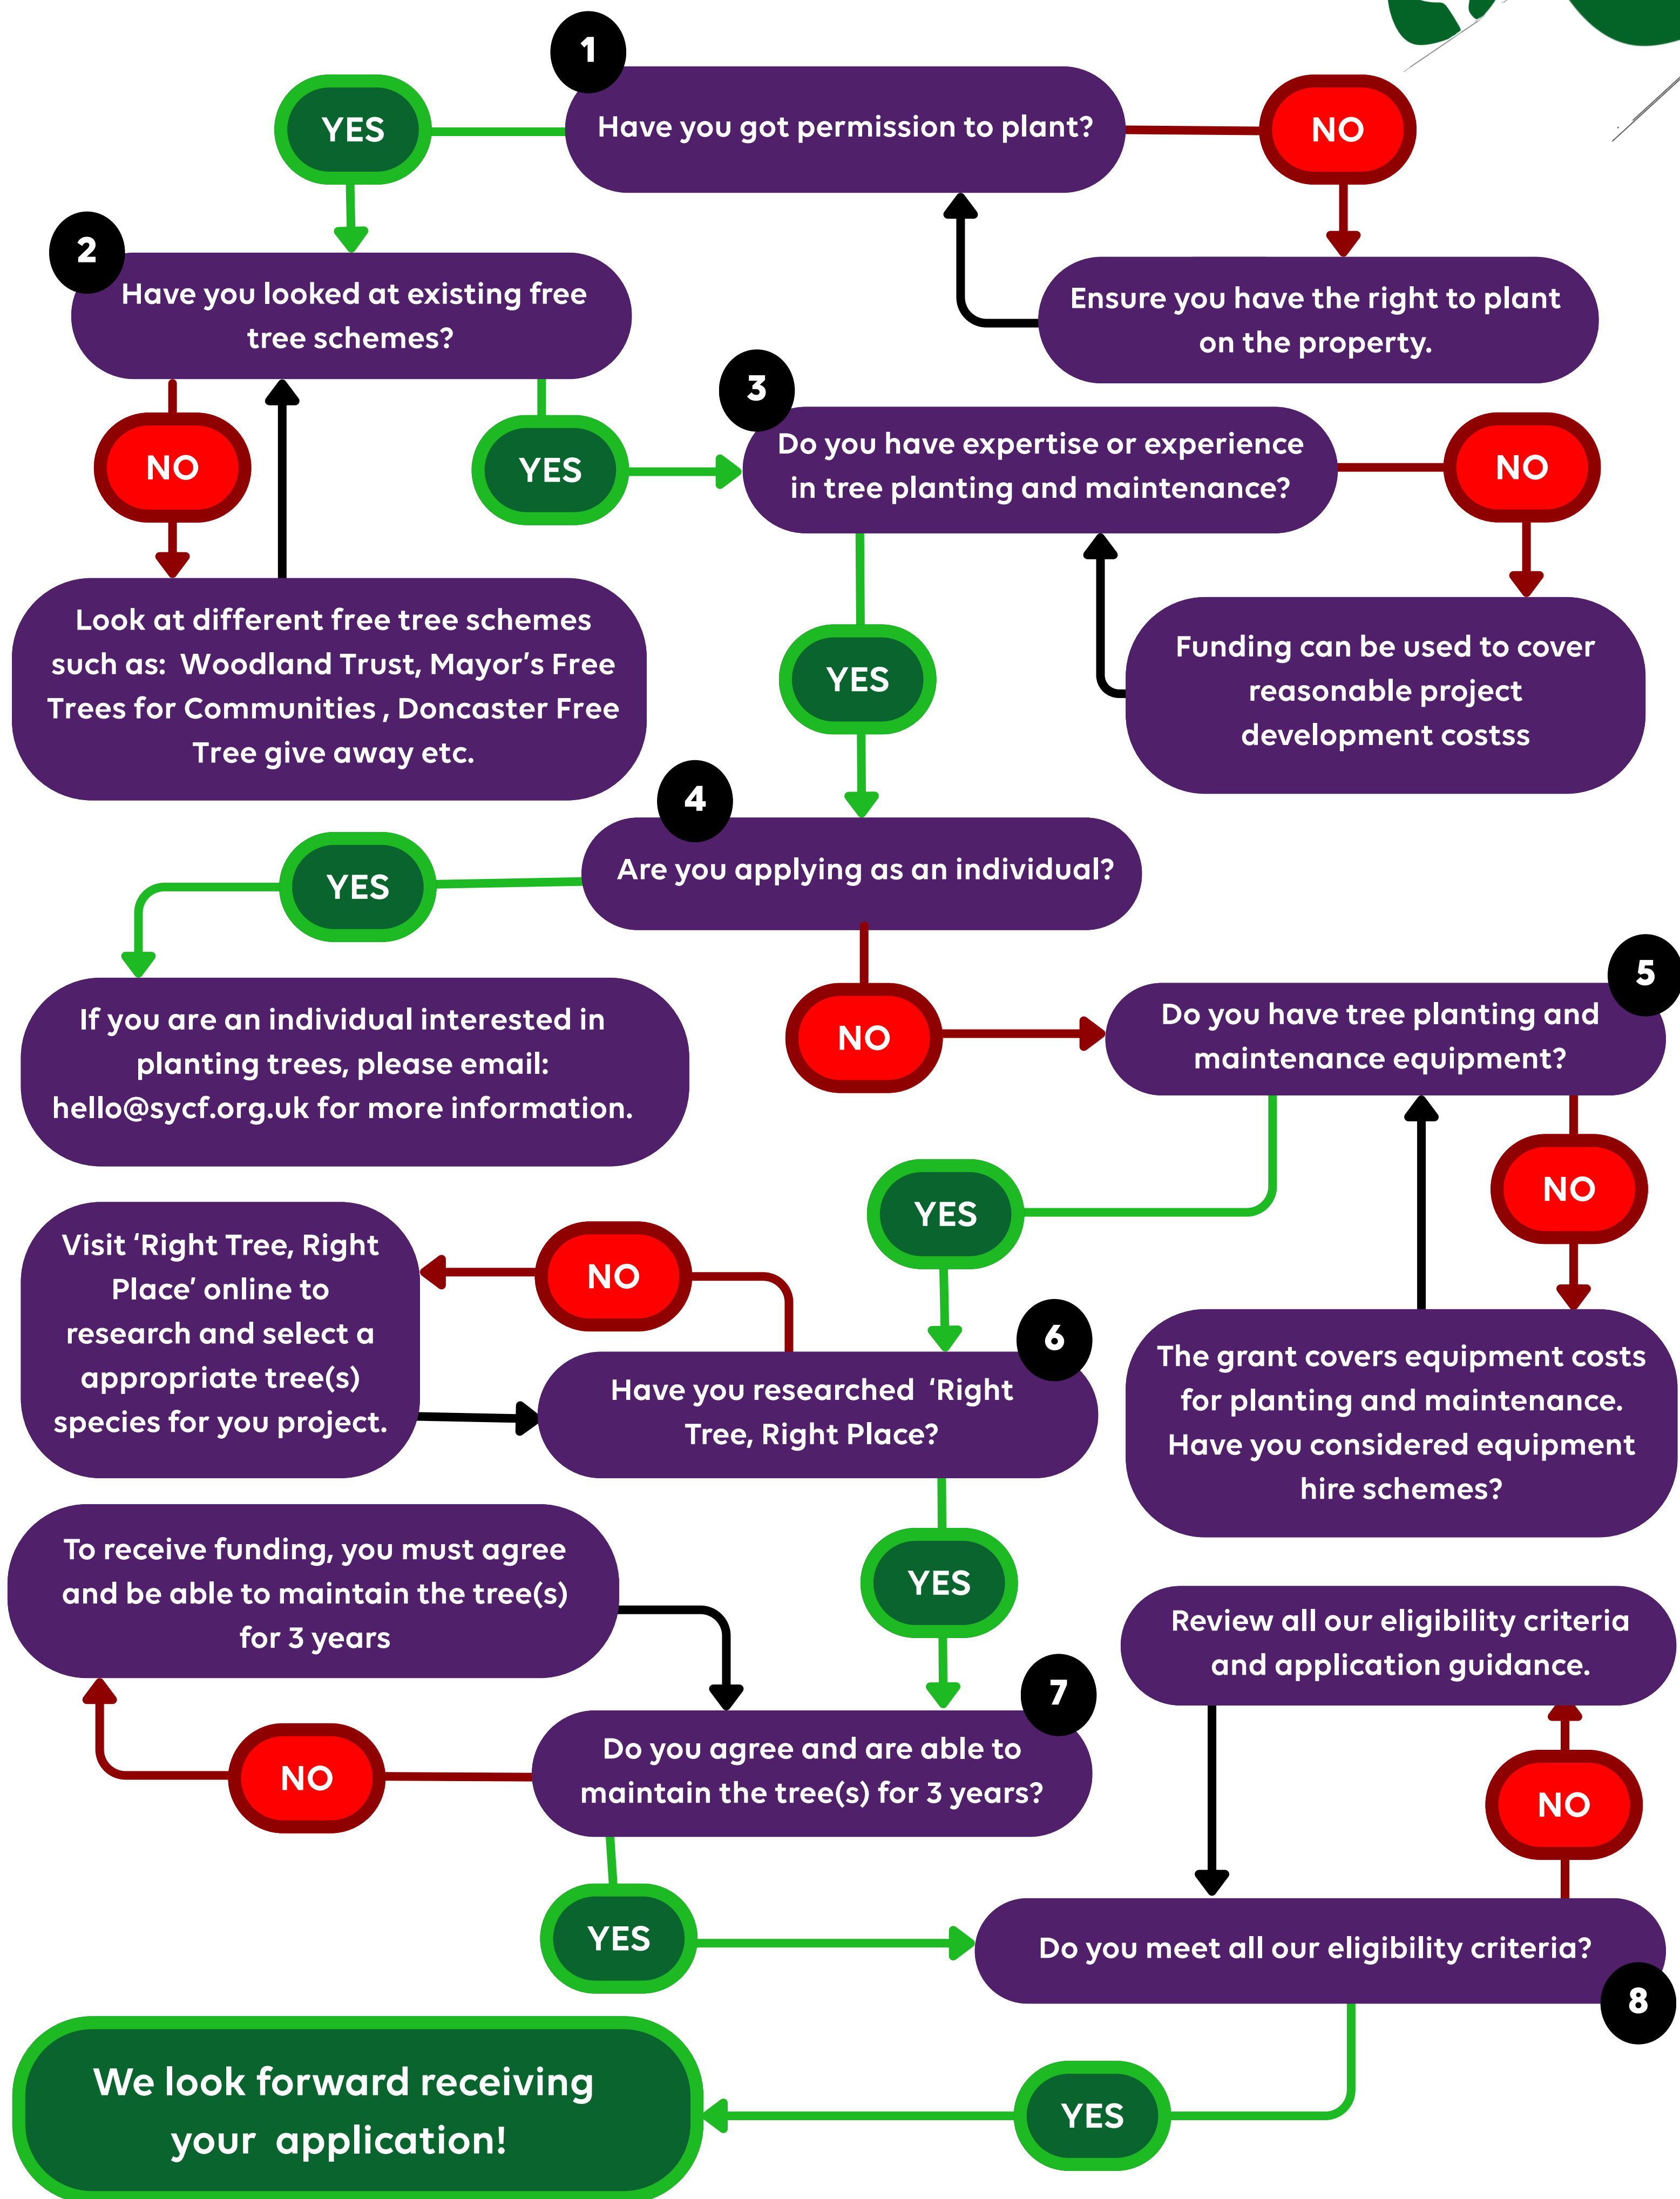 1
Have you got permission to plant?
YES
NO
Ensure you have the right to plant
on the property.
2
Have you looked at existing free
tree schemes?
NO
YES
Look at different free tree schemes
such as:  Woodland Trust, Mayor's Free
Trees for Communities , Doncaster Free
Tree give away etc.
3
Do you have expertise or experience
in tree planting and maintenance?
NO
YES
Funding can be used to cover
reasonable project
development costss
4
Are you applying as an individual?
YES
NO
If you are an individual interested in
planting trees, please email:
hello@sycf.org.uk for more information.
5
Do you have tree planting and
maintenance equipment?
YES
NO
The grant covers equipment costs
for planting and maintenance.
Have you considered equipment
hire schemes?
6
Have you researched  ‘Right
Tree, Right Place?
NO
YES
Visit ‘Right Tree, Right
Place’ online to
research and select a
appropriate tree(s)
species for you project.
7
Do you agree and are able to
maintain the tree(s) for 3 years?
NO
YES
To receive funding, you must agree
and be able to maintain the tree(s)
for 3 years
8
Do you meet all our eligibility criteria?
NO
YES
Review all our eligibility criteria
and application guidance.
We look forward receiving
your  application!